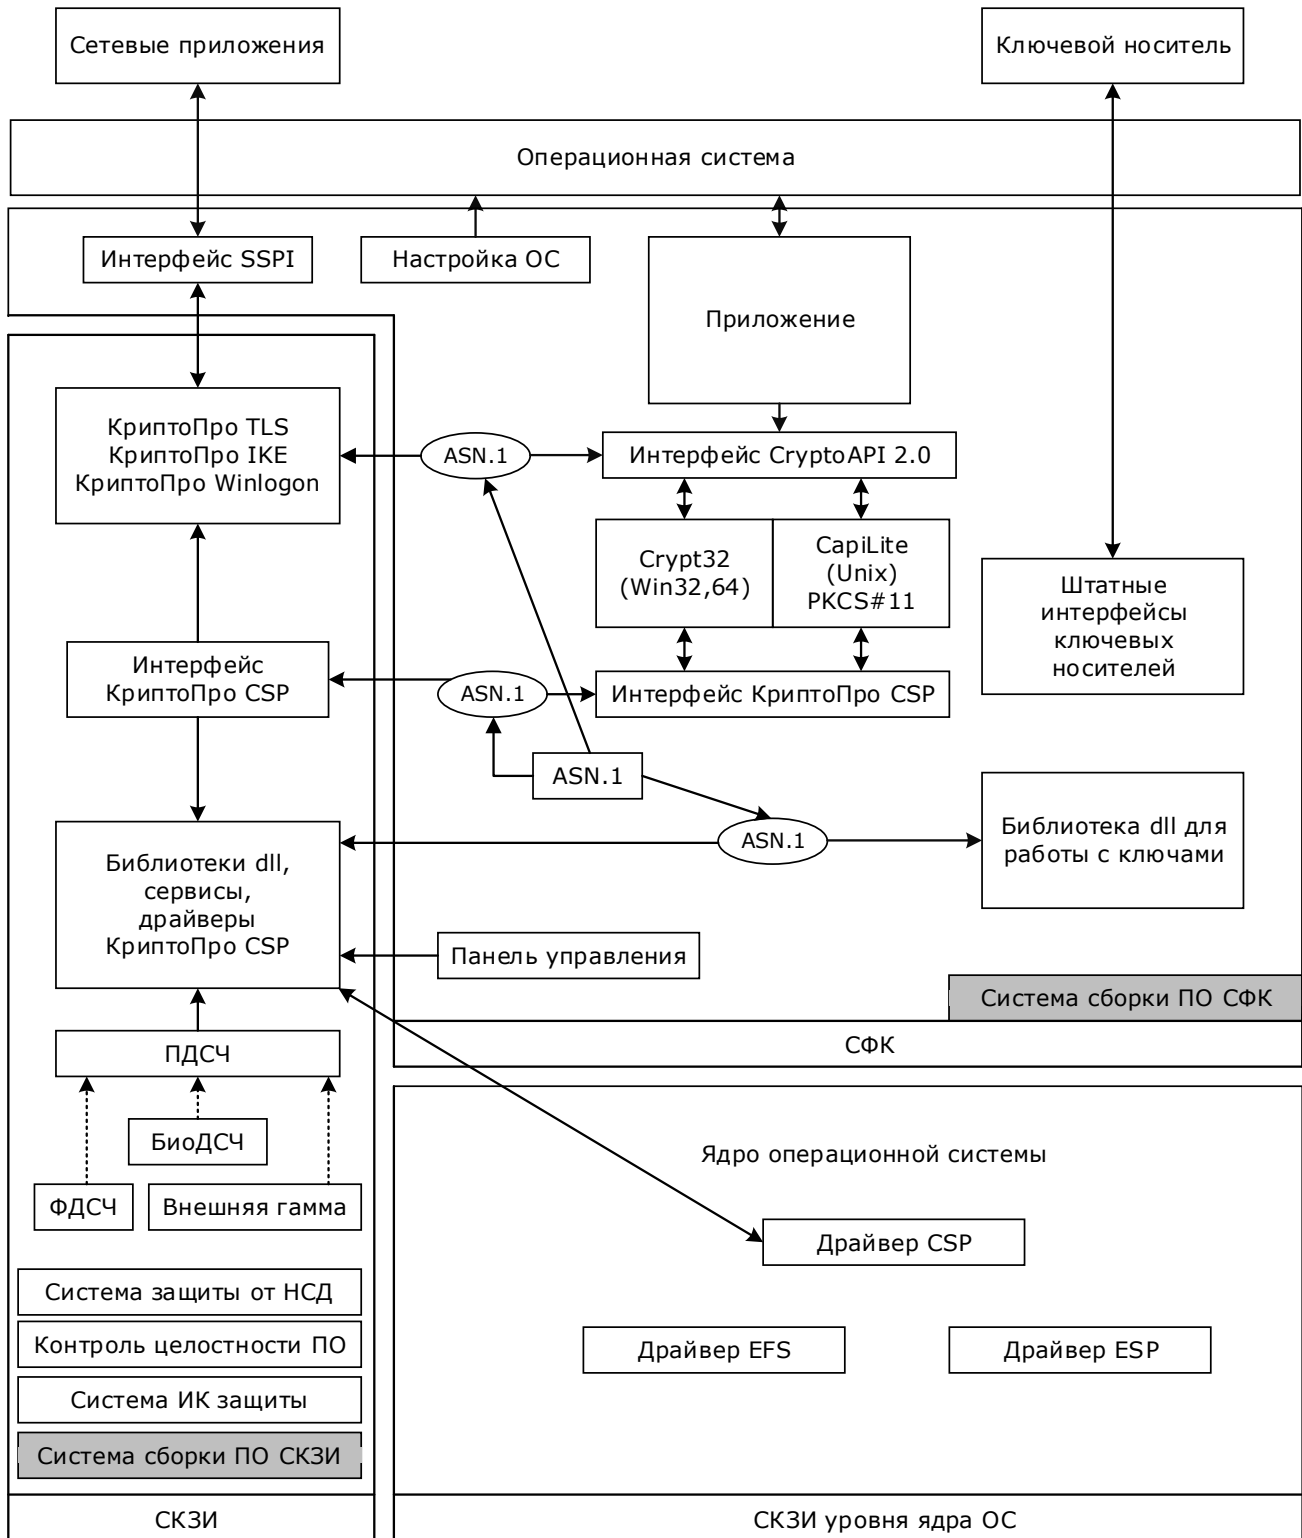 Сетевые приложения
Ключевой носитель
Операционная система
Интерфейс SSPI
Настройка ОС
Приложение
КриптоПро TLS
КриптоПро IKE
КриптоПро Winlogon
ASN.1
Интерфейс CryptoAPI 2.0
Crypt32
(Win32,64)
CapiLite
(Unix)
PKCS#11
Штатные
интерфейсы
ключевых
носителей
Интерфейс
КриптоПро CSP
ASN.1
Интерфейс КриптоПро CSP
ASN.1
Библиотеки dll,
сервисы,
драйверы
КриптоПро CSP
ASN.1
Библиотека dll для
работы с ключами
Панель управления
Система сборки ПО СФК
СФК
ПДСЧ
БиоДСЧ
ФДСЧ
Внешняя гамма
Ядро операционной системы
Драйвер CSP
Драйвер EFS
Драйвер ESP
Система защиты от НСД
Контроль целостности ПО
Система ИК защиты
Система сборки ПО СКЗИ
СКЗИ
СКЗИ уровня ядра ОС